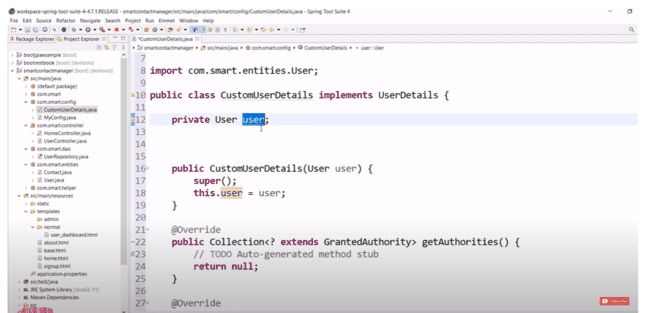 workspace-spring-tool-suite-4-4.7.1.RELEASE - smartcontactmanager/src/main/java/com/smart/config/CustomUserDetails.java - Spring Tool Suite 4
File Edit Source Refactor Navigate Search Project Run Emmet Window Help
Package Explorer
bootjpaexample [boot]
boottestbook [boot] [devtools]
smartcontactmanager [boot] [devtools]
src/main/java
(default package)
com.smart
com.smart.config
CustomUserDetails.java
MyConfig.java
com.smart.controller
HomeController.java
UserController.java
com.smart.dao
UserRepository.java
com.smart.entities
Contact.java
User.java
com.smart.helper
src/main/resources
static
templates
admin
normal
user_dashboard.html
about.html
base.html
home.html
signup.html
application.properties
src/test/java
JRE System Library [JavaSE-11]
Maven Dependencies
src
*CustomUserDetails.java
smartcontactmanager src/main/java com.smart.config CustomUserDetails user : User
7
8 import com.smart.entities.User;
9
10 public class CustomUserDetails implements UserDetails {
11
12 private User user;
13
14
15
16 public CustomUserDetails(User user) {
17 super();
18 this.user = user;
19 }
20
21 @Override
22 public Collection<? extends GrantedAuthority> getAuthorities() {
23 // TODO Auto-generated method stub
24 return null;
25 }
26
27 @Override